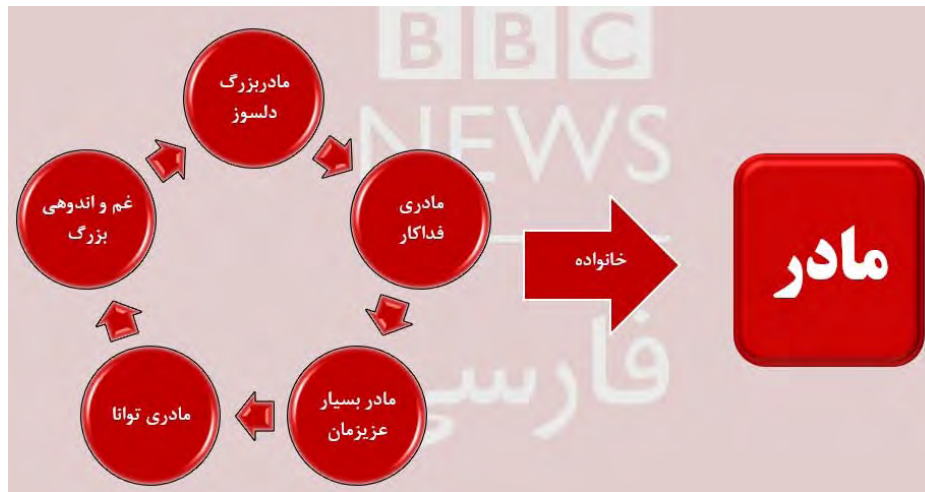 BBC
NEWS
فارسی
مادربزرگ
دلسوز
مادری
فداکار
مادر بسیار
عزیزمان
مادری توانا
غم و اندوهی
بزرگ
خانواده
مادر